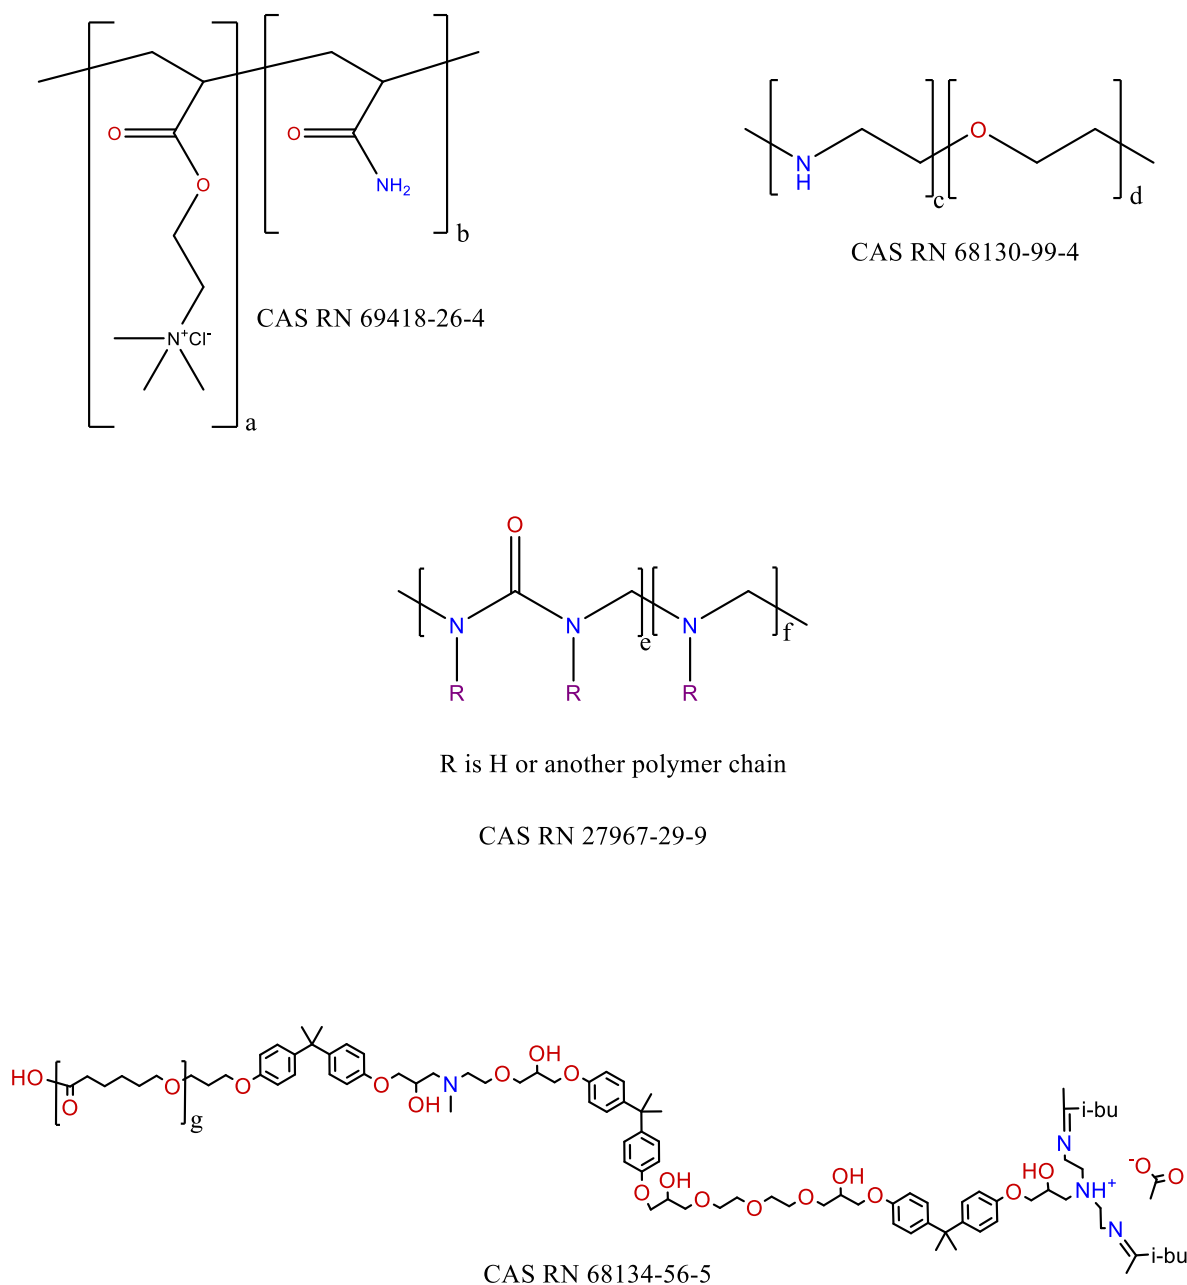 O
O
NH₂
N⁺Cl⁻
a
b
CAS RN 69418-26-4
N
H
O
c
d
CAS RN 68130-99-4
O
N
N
N
e
f
R
R
R
R is H or another polymer chain
CAS RN 27967-29-9
HO
O
O
g
O
O
OH
N
O
OH
O
O
OH
O
O
O
OH
O
O
OH
NH⁺
N
i-bu
N
i-bu
⁻O
O
CAS RN 68134-56-5